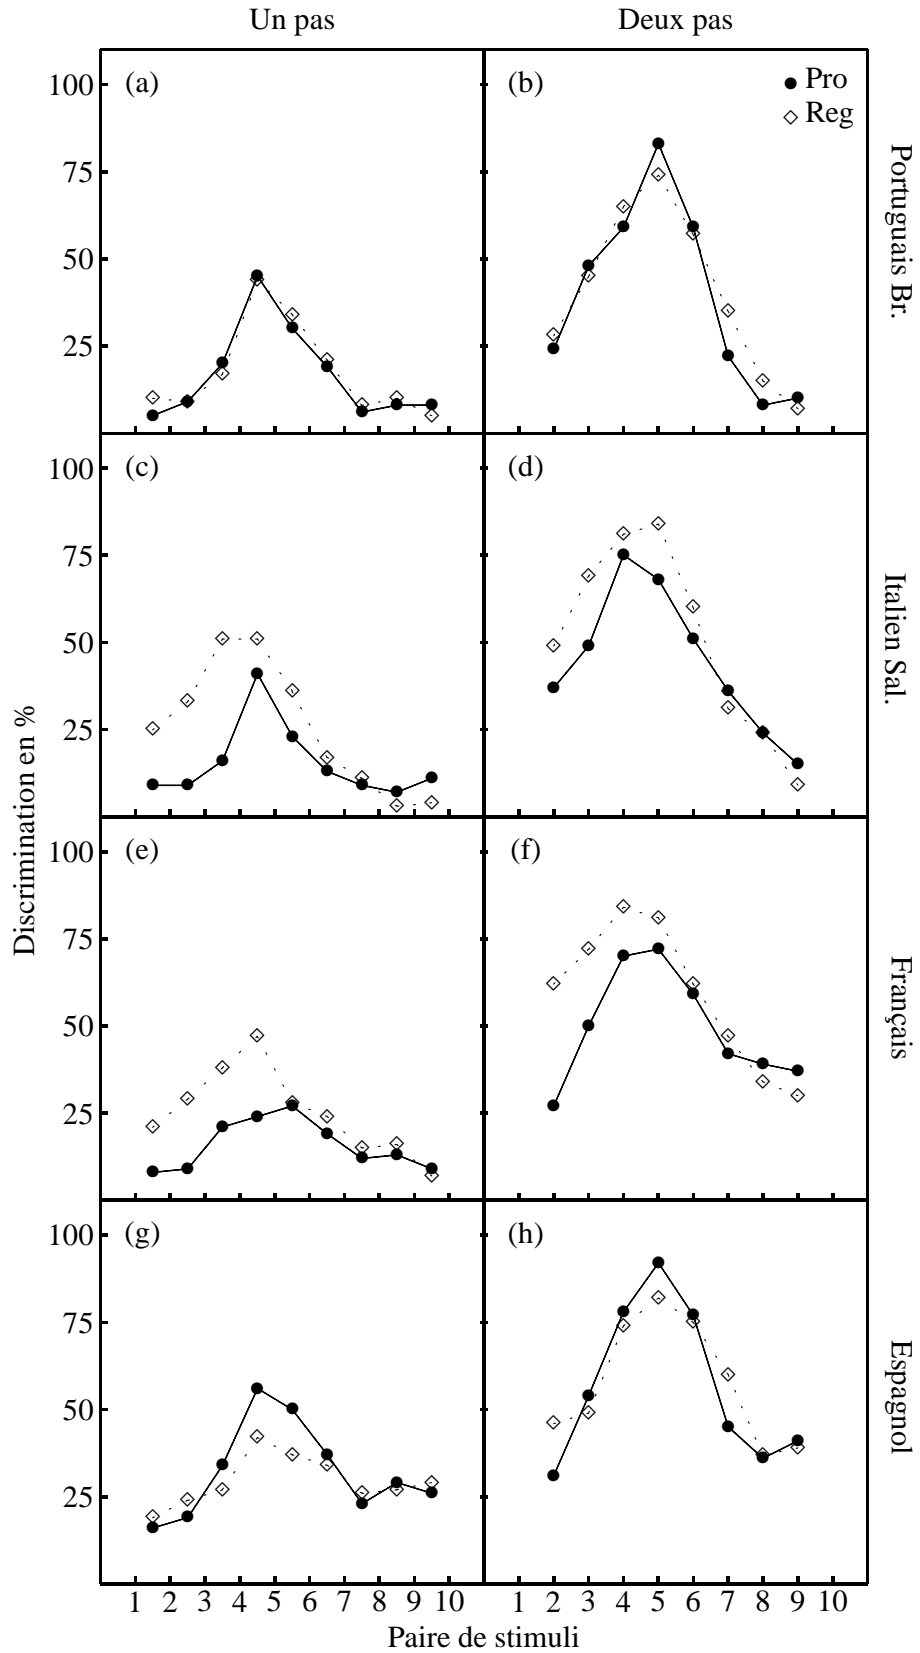 Un pas
Deux pas
(a)
(b)
Pro
Reg
100
75
50
25
Portuguais Br.
(c)
(d)
100
75
50
25
Italien Sal.
Discrimination en %
(e)
(f)
100
75
50
25
Français
(g)
(h)
100
75
50
25
Espagnol
1 2 3 4 5 6 7 8 9 10
1 2 3 4 5 6 7 8 9 10
Paire de stimuli